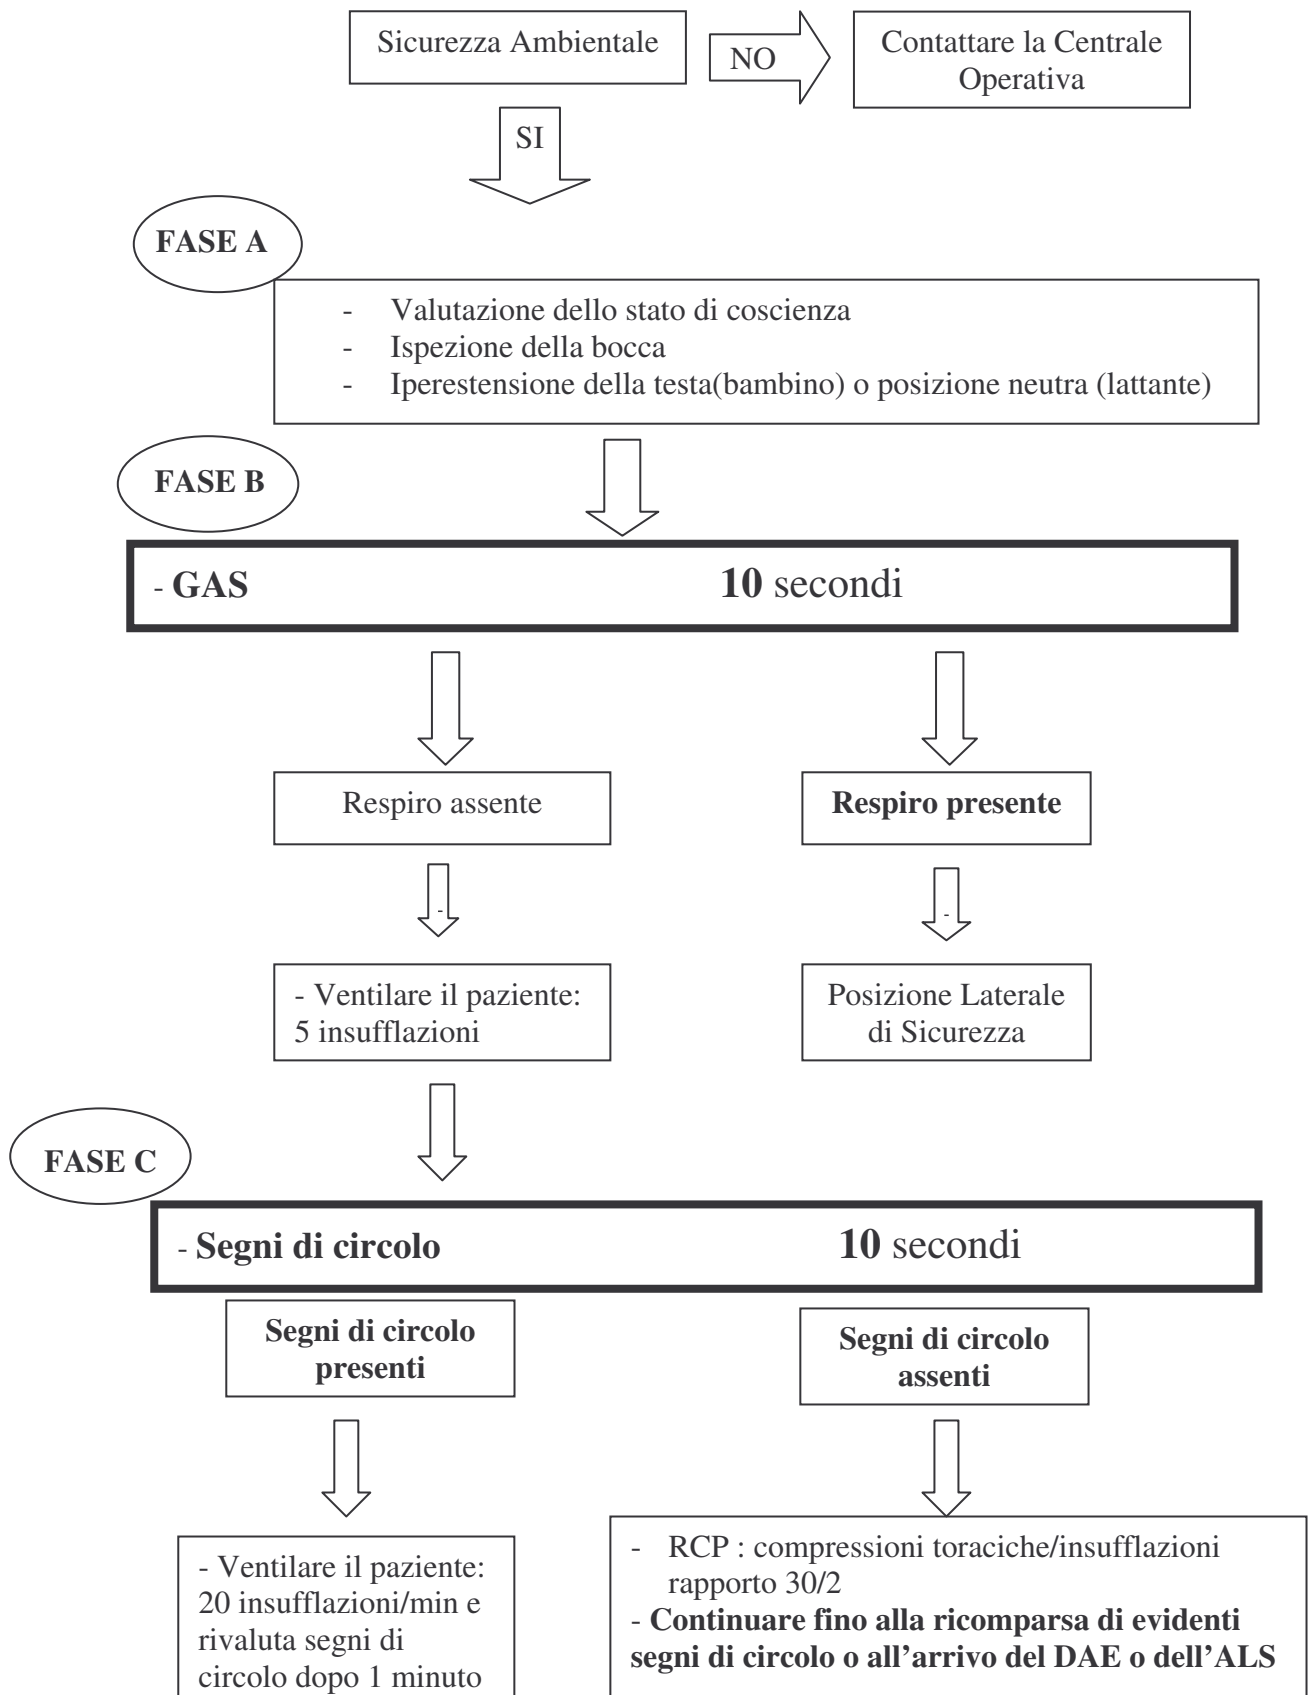 Sicurezza Ambientale
NO
Contattare la Centrale
Operativa
SI
FASE A
- Valutazione dello stato di coscienza
- Ispezione della bocca
- Iperestensione della testa(bambino) o posizione neutra (lattante)
FASE B
- GAS 10 secondi
Respiro assente
Respiro presente
-
-
- Ventilare il paziente:
5 insufflazioni
Posizione Laterale
di Sicurezza
FASE C
- Segni di circolo 10 secondi
Segni di circolo
presenti
Segni di circolo
assenti
- Ventilare il paziente:
20 insufflazioni/min e
rivaluta segni di
circolo dopo 1 minuto
- RCP : compressioni toraciche/insufflazioni
rapporto 30/2
- Continuare fino alla ricomparsa di evidenti
segni di circolo o all'arrivo del DAE o dell'ALS